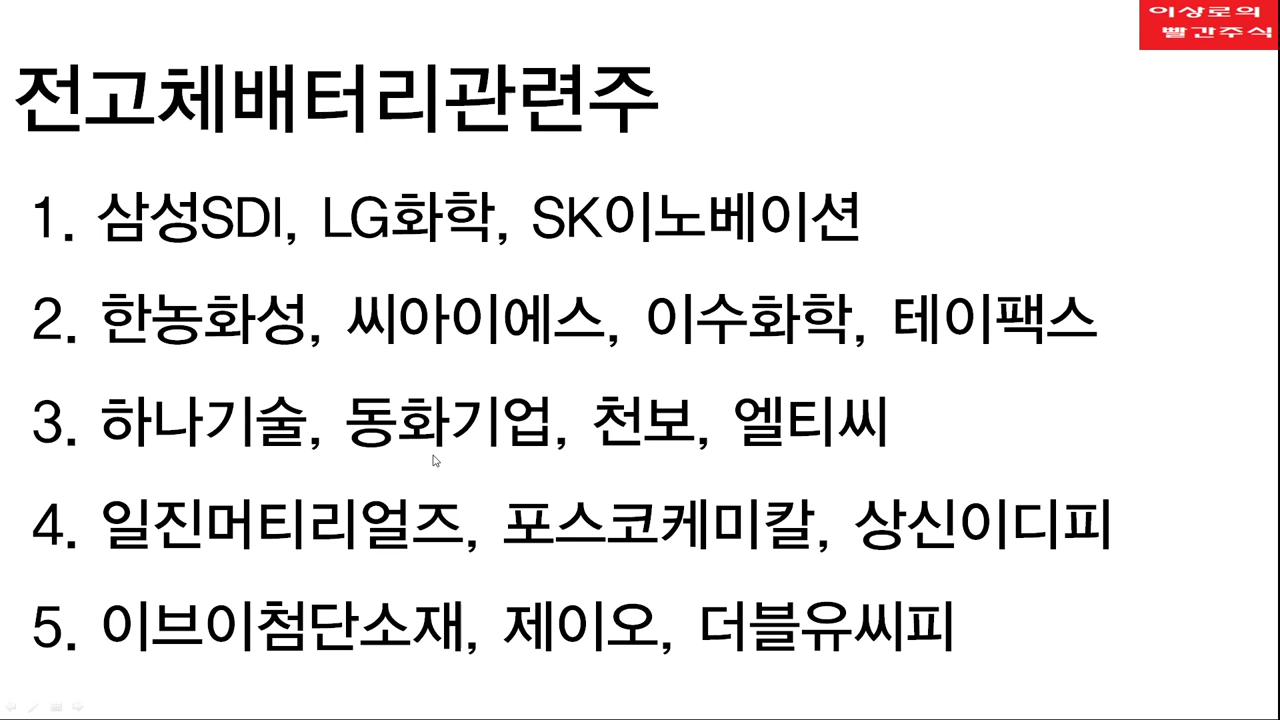 이상로의
빨간주식
전고체배터리관련주
1. 삼성SDI, LG화학, SK이노베이션
2. 한농화성, 씨아이에스, 이수화학, 테이팩스
3. 하나기술, 동화기업, 천보, 엘티씨
4. 일진머티리얼즈, 포스코케미칼, 상신이디피
5. 이브이첨단소재, 제이오, 더블유씨피